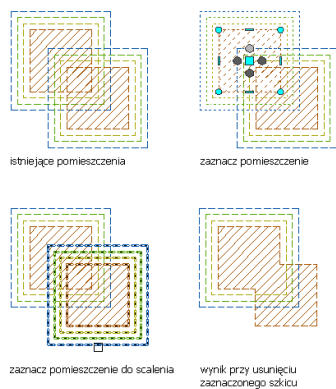 istniejące pomieszczenia
zaznacz pomieszczenie
zaznacz pomieszczenie do scalenia
wynik przy usunięciu
zaznaczonego szkicu